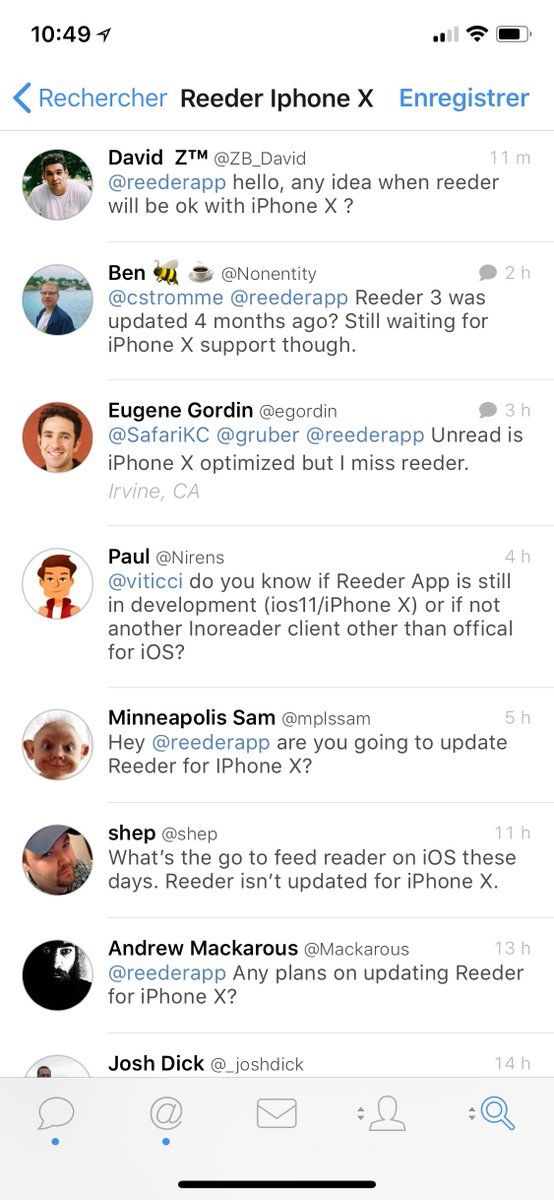 10:49
Rechercher Reeder Iphone X Enregistrer
David Z™ @ZB_David 11 m
@reederapp hello, any idea when reeder
will be ok with iPhone X ?
Ben 🐝 ☕ @Nonentity 2 h
@cstromme @reederapp Reeder 3 was
updated 4 months ago? Still waiting for
iPhone X support though.
Eugene Gordin @egordin 3 h
@SafariKC @gruber @reederapp Unread is
iPhone X optimized but I miss reeder.
Irvine, CA
Paul @Nirens 4 h
@viticci do you know if Reeder App is still
in development (ios11/iPhone X) or if not
another Inoreader client other than offical
for iOS?
Minneapolis Sam @mplssam 5 h
Hey @reederapp are you going to update
Reeder for IPhone X?
shep @shep 11 h
What’s the go to feed reader on iOS these
days. Reeder isn’t updated for iPhone X.
Andrew Mackarous @Mackarous 13 h
@reederapp Any plans on updating Reeder
for iPhone X?
Josh Dick @_joshdick 14 h